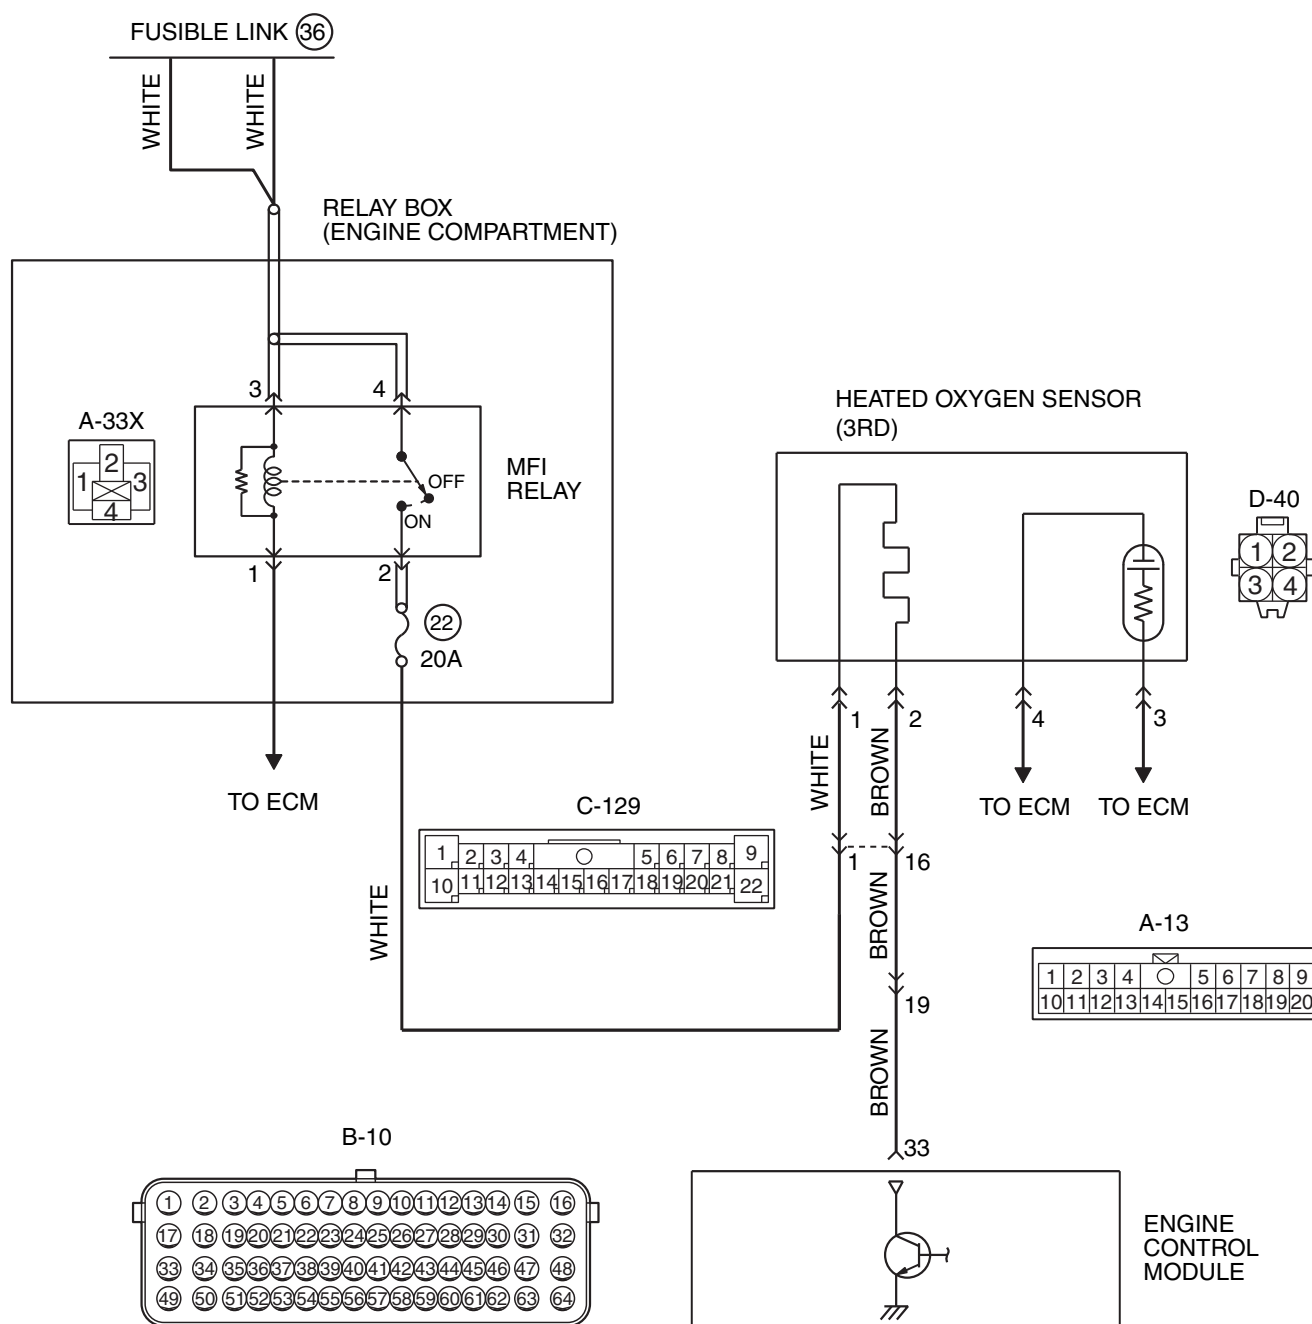 FUSIBLE LINK 36
WHITE
WHITE
RELAY BOX
(ENGINE COMPARTMENT)
3
4
A-33X
2
1
3
4
OFF
ON
MFI
RELAY
1
2
22
20A
TO ECM
HEATED OXYGEN SENSOR
(3RD)
D-40
1 2
3 4
1
2
4
3
WHITE
BROWN
TO ECM
TO ECM
C-129
1 2 3 4 5 6 7 8 9
10 11 12 13 14 15 16 17 18 19 20 21 22
1
16
WHITE
BROWN
A-13
1 2 3 4 5 6 7 8 9
10 11 12 13 14 15 16 17 18 19 20
19
BROWN
33
B-10
1 2 3 4 5 6 7 8 9 10 11 12 13 14 15 16
17 18 19 20 21 22 23 24 25 26 27 28 29 30 31 32
33 34 35 36 37 38 39 40 41 42 43 44 45 46 47 48
49 50 51 52 53 54 55 56 57 58 59 60 61 62 63 64
ENGINE
CONTROL
MODULE